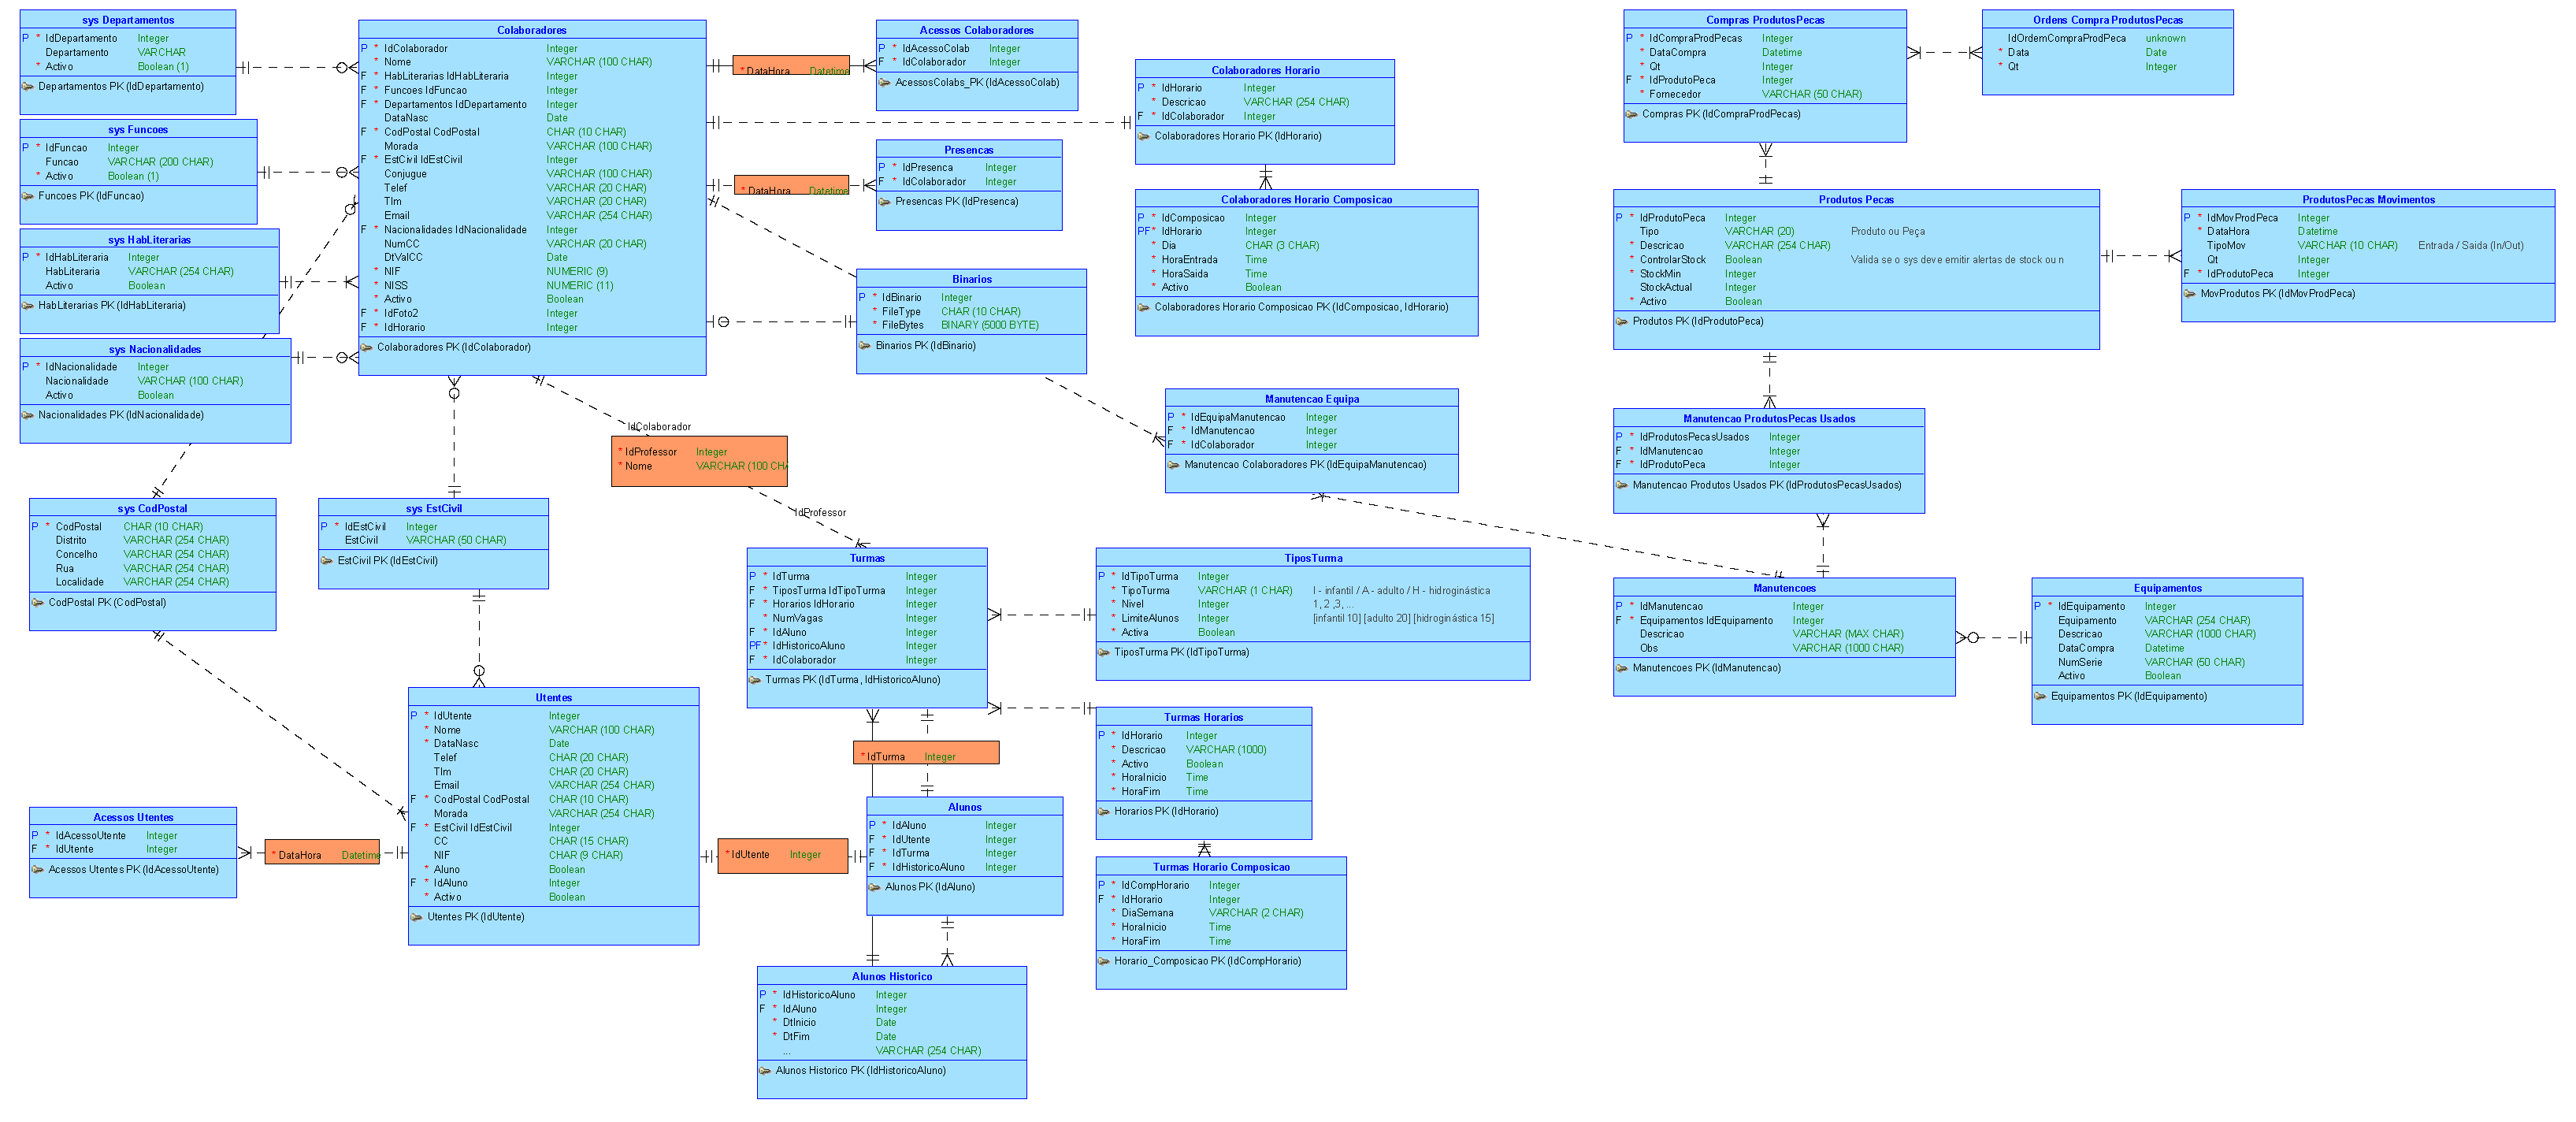 sys Departamentos
P * IdDepartamento Integer
Departamento VARCHAR
* Activo Boolean (1)
Departamentos PK (IdDepartamento)
sys Funcoes
P * IdFuncao Integer
Funcao VARCHAR (200 CHAR)
* Activo Boolean (1)
Funcoes PK (IdFuncao)
sys HabLiterarias
P * IdHabLiteraria Integer
HabLiteraria VARCHAR (254 CHAR)
Activo Boolean
HabLiterarias PK (IdHabLiteraria)
sys Nacionalidades
P * IdNacionalidade Integer
Nacionalidade VARCHAR (100 CHAR)
Activo Boolean
Nacionalidades PK (IdNacionalidade)
sys CodPostal
P * CodPostal CHAR (10 CHAR)
Distrito VARCHAR (254 CHAR)
Concelho VARCHAR (254 CHAR)
Rua VARCHAR (254 CHAR)
Localidade VARCHAR (254 CHAR)
CodPostal PK (CodPostal)
sys EstCivil
P * IdEstCivil Integer
EstCivil VARCHAR (50 CHAR)
EstCivil PK (IdEstCivil)
Colaboradores
P * IdColaborador Integer
* Nome VARCHAR (100 CHAR)
F * HabLiterarias IdHabLiteraria Integer
F * Funcoes IdFuncao Integer
F * Departamentos IdDepartamento Integer
DataNasc Date
F * CodPostal CodPostal CHAR (10 CHAR)
Morada VARCHAR (100 CHAR)
F * EstCivil IdEstCivil Integer
Conjugue VARCHAR (100 CHAR)
Telef VARCHAR (20 CHAR)
Tlm VARCHAR (20 CHAR)
Email VARCHAR (254 CHAR)
F * Nacionalidades IdNacionalidade Integer
NumCC VARCHAR (20 CHAR)
DtValCC Date
* NIF NUMERIC (9)
* NISS NUMERIC (11)
* Activo Boolean
F * IdFoto2 Integer
F * IdHorario Integer
Colaboradores PK (IdColaborador)
* DataHora Datetime
Acessos Colaboradores
P * IdAcessoColab Integer
F * IdColaborador Integer
AcessosColabs_PK (IdAcessoColab)
* DataHora Datetime
Presencas
P * IdPresenca Integer
F * IdColaborador Integer
Presencas PK (IdPresenca)
Binarios
P * IdBinario Integer
* FileType CHAR (10 CHAR)
* FileBytes BINARY (5000 BYTE)
Binarios PK (IdBinario)
Colaboradores Horario
P * IdHorario Integer
* Descricao VARCHAR (254 CHAR)
F * IdColaborador Integer
Colaboradores Horario PK (IdHorario)
Colaboradores Horario Composicao
P * IdComposicao Integer
PF* IdHorario Integer
* Dia CHAR (3 CHAR)
* HoraEntrada Time
* HoraSaida Time
* Activo Boolean
Colaboradores Horario Composicao PK (IdComposicao, IdHorario)
Manutencao Equipa
P * IdEquipaManutencao Integer
F * IdManutencao Integer
F * IdColaborador Integer
Manutencao Colaboradores PK (IdEquipaManutencao)
IdColaborador
* IdProfessor Integer
* Nome VARCHAR (100 CHA
IdProfessor
Turmas
P * IdTurma Integer
F * TiposTurma IdTipoTurma Integer
F * Horarios IdHorario Integer
* NumVagas Integer
F * IdAluno Integer
PF* IdHistoricoAluno Integer
F * IdColaborador Integer
Turmas PK (IdTurma, IdHistoricoAluno)
TiposTurma
P * IdTipoTurma Integer
* TipoTurma VARCHAR (1 CHAR) I - infantil / A - adulto / H - hidroginástica
* Nivel Integer 1, 2 ,3, ...
* LimiteAlunos Integer [infantil 10] [adulto 20] [hidroginástica 15]
* Activa Boolean
TiposTurma PK (IdTipoTurma)
Turmas Horarios
P * IdHorario Integer
* Descricao VARCHAR (1000)
* Activo Boolean
* HoraInicio Time
* HoraFim Time
Horarios PK (IdHorario)
Turmas Horario Composicao
P * IdCompHorario Integer
F * IdHorario Integer
* DiaSemana VARCHAR (2 CHAR)
* HoraInicio Time
* HoraFim Time
Horario_Composicao PK (IdCompHorario)
Acessos Utentes
P * IdAcessoUtente Integer
F * IdUtente Integer
Acessos Utentes PK (IdAcessoUtente)
* DataHora Datetime
Utentes
P * IdUtente Integer
* Nome VARCHAR (100 CHAR)
* DataNasc Date
Telef CHAR (20 CHAR)
Tlm CHAR (20 CHAR)
Email VARCHAR (254 CHAR)
F * CodPostal CodPostal CHAR (10 CHAR)
Morada VARCHAR (254 CHAR)
F * EstCivil IdEstCivil Integer
CC CHAR (15 CHAR)
NIF CHAR (9 CHAR)
* Aluno Boolean
F * IdAluno Integer
* Activo Boolean
Utentes PK (IdUtente)
* IdUtente Integer
* IdTurma Integer
Alunos
P * IdAluno Integer
F * IdUtente Integer
F * IdTurma Integer
F * IdHistoricoAluno Integer
Alunos PK (IdAluno)
Alunos Historico
P * IdHistoricoAluno Integer
F * IdAluno Integer
* DtInicio Date
* DtFim Date
... VARCHAR (254 CHAR)
Alunos Historico PK (IdHistoricoAluno)
Compras ProdutosPecas
P * IdCompraProdPecas Integer
* DataCompra Datetime
* Qt Integer
F * IdProdutoPeca Integer
* Fornecedor VARCHAR (50 CHAR)
Compras PK (IdCompraProdPecas)
Ordens Compra ProdutosPecas
IdOrdemCompraProdPeca unknown
* Data Date
* Qt Integer
Produtos Pecas
P * IdProdutoPeca Integer
Tipo VARCHAR (20) Produto ou Peça
* Descricao VARCHAR (254 CHAR)
* ControlarStock Boolean Valida se o sys deve emitir alertas de stock ou n
* StockMin Integer
StockActual Integer
* Activo Boolean
Produtos PK (IdProdutoPeca)
ProdutosPecas Movimentos
P * IdMovProdPeca Integer
* DataHora Datetime
TipoMov VARCHAR (10 CHAR) Entrada / Saida (In/Out)
Qt Integer
F * IdProdutoPeca Integer
MovProdutos PK (IdMovProdPeca)
Manutencao ProdutosPecas Usados
P * IdProdutosPecasUsados Integer
F * IdManutencao Integer
F * IdProdutoPeca Integer
Manutencao Produtos Usados PK (IdProdutosPecasUsados)
Manutencoes
P * IdManutencao Integer
F * Equipamentos IdEquipamento Integer
Descricao VARCHAR (MAX CHAR)
Obs VARCHAR (1000 CHAR)
Manutencoes PK (IdManutencao)
Equipamentos
P * IdEquipamento Integer
Equipamento VARCHAR (254 CHAR)
Descricao VARCHAR (1000 CHAR)
DataCompra Datetime
NumSerie VARCHAR (50 CHAR)
Activo Boolean
Equipamentos PK (IdEquipamento)